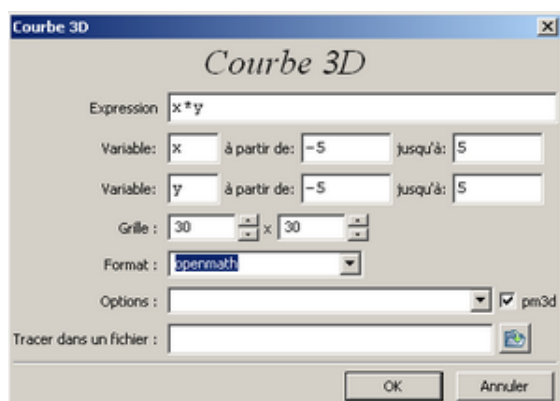 Courbe 3D
Courbe 3D
Expression x*y
Variable: x à partir de: -5 jusqu'à: 5
Variable: y à partir de: -5 jusqu'à: 5
Grille : 30 x 30
Format : openmath
Options : pm3d
Tracer dans un fichier :
OK Annuler